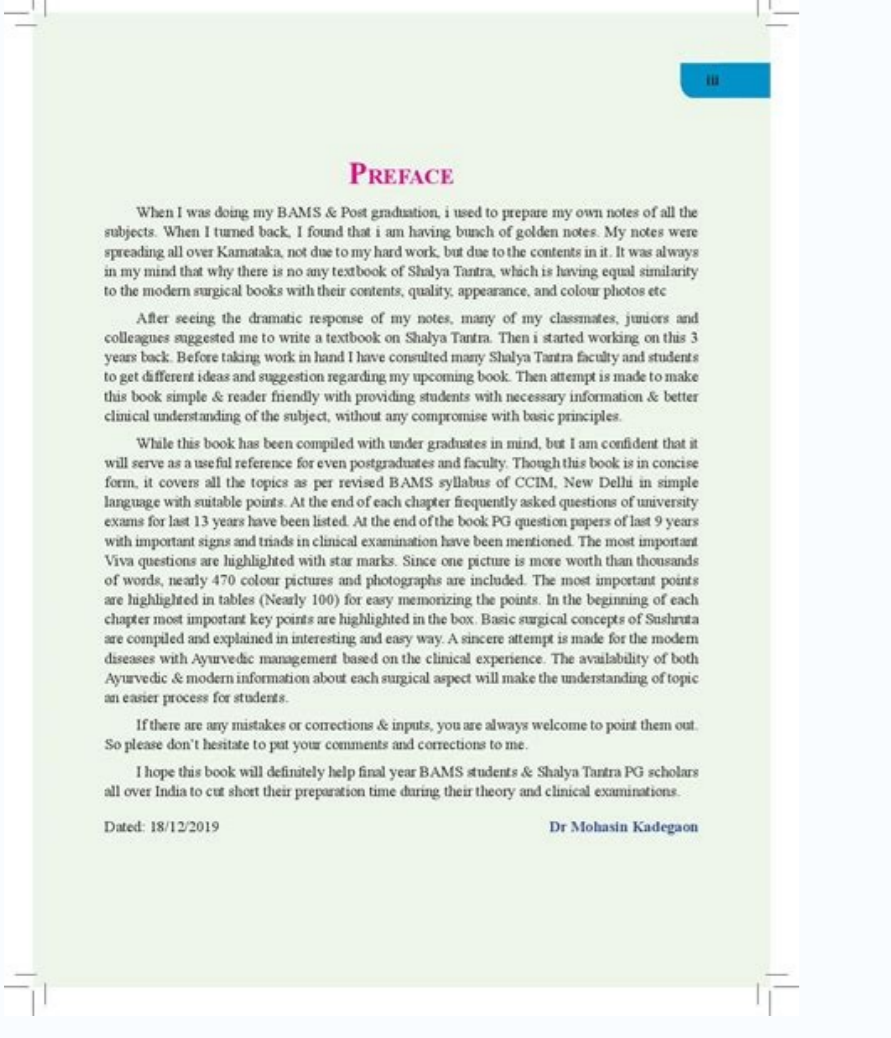 iii
PREFACE
When I was doing my BAMS & Post graduation, i used to prepare my own notes of all the
subjects. When I turned back, I found that i am having bunch of golden notes. My notes were
spreading all over Karnataka, not due to my hard work, but due to the contents in it. It was always
in my mind that why there is no any textbook of Shalya Tantra, which is having equal similarity
to the modern surgical books with their contents, quality, appearance, and colour photos etc
After seeing the dramatic response of my notes, many of my classmates, juniors and
colleagues suggested me to write a textbook on Shalya Tantra. Then i started working on this 3
years back. Before taking work in hand I have consulted many Shalya Tantra faculty and students
to get different ideas and suggestion regarding my upcoming book. Then attempt is made to make
this book simple & reader friendly with providing students with necessary information & better
clinical understanding of the subject, without any compromise with basic principles.
While this book has been compiled with under graduates in mind, but I am confident that it
will serve as a useful reference for even postgraduates and faculty. Though this book is in concise
form, it covers all the topics as per revised BAMS syllabus of CCIM, New Delhi in simple
language with suitable points. At the end of each chapter frequently asked questions of university
exams for last 13 years have been listed. At the end of the book PG question papers of last 9 years
with important signs and triads in clinical examination have been mentioned. The most important
Viva questions are highlighted with star marks. Since one picture is more worth than thousands
of words, nearly 470 colour pictures and photographs are included. The most important points
are highlighted in tables (Nearly 100) for easy memorizing the points. In the beginning of each
chapter most important key points are highlighted in the box. Basic surgical concepts of Sushruta
are compiled and explained in interesting and easy way. A sincere attempt is made for the modern
diseases with Ayurvedic management based on the clinical experience. The availability of both
Ayurvedic & modern information about each surgical aspect will make the understanding of topic
an easier process for students.
If there are any mistakes or corrections & inputs, you are always welcome to point them out.
So please don't hesitate to put your comments and corrections to me.
I hope this book will definitely help final year BAMS students & Shalya Tantra PG scholars
all over India to cut short their preparation time during their theory and clinical examinations.
Dated: 18/12/2019 Dr Mohasin Kadegaon